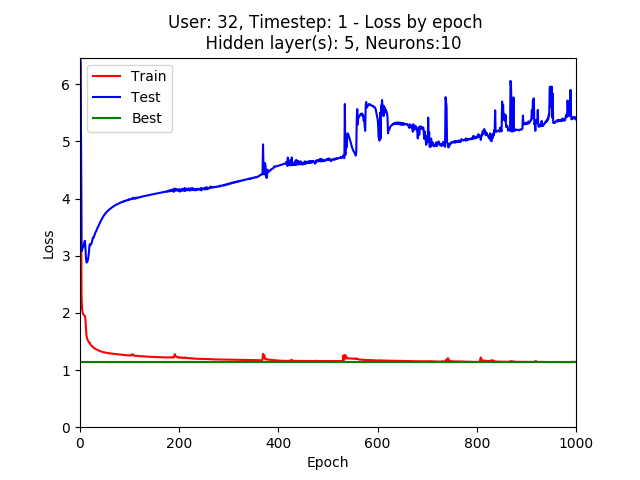 User: 32, Timestep: 1 - Loss by epoch
Hidden layer(s): 5, Neurons:10
Train
Test
Best
6
5
4
3
2
1
0
Loss
0 200 400 600 800 1000
Epoch